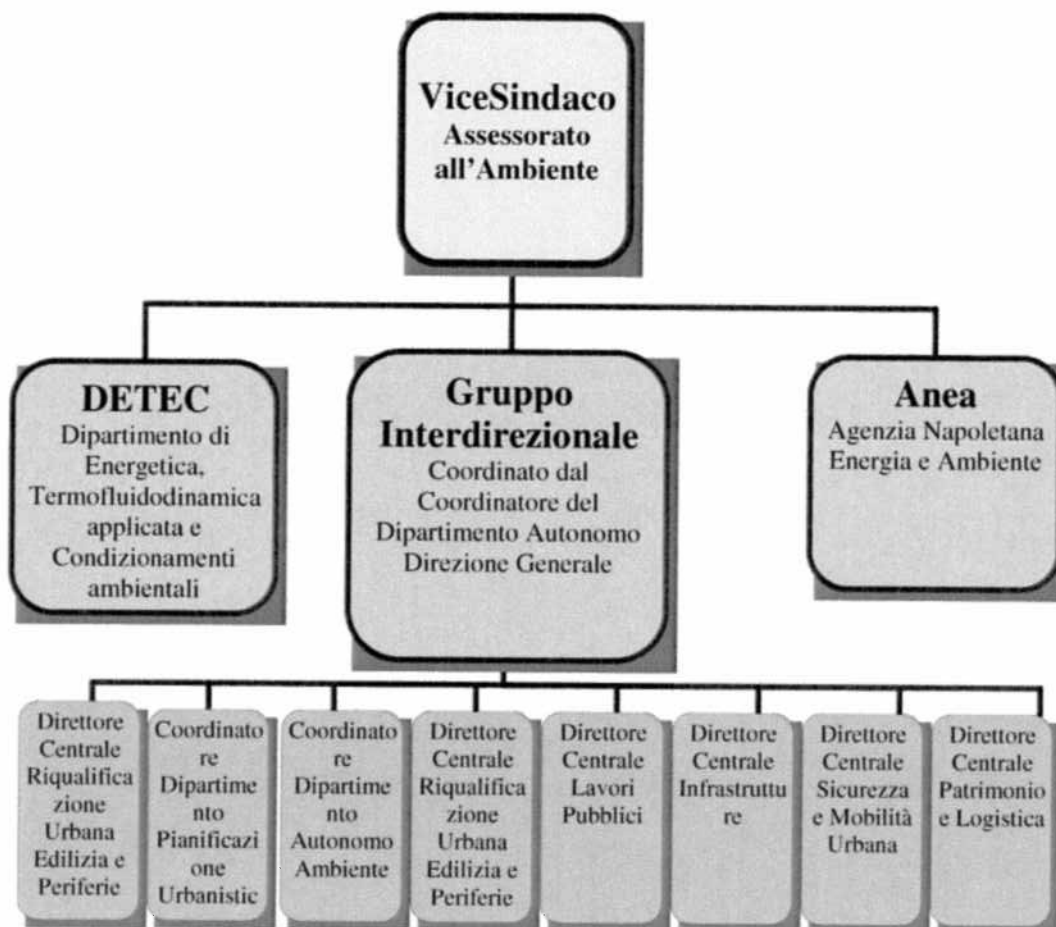 ViceSindaco
Assessorato
all'Ambiente
DETEC
Dipartimento di
Energetica,
Termofluidodinamica
applicata e
Condizionamenti
ambientali
Gruppo
Interdirezionale
Coordinato dal
Coordinatore del
Dipartimento Autonomo
Direzione Generale
Anea
Agenzia Napoletana
Energia e Ambiente
Direttore
Centrale
Riqualifica
zione
Urbana
Edilizia e
Periferie
Coordinato
re
Dipartime
nto
Pianificazi
one
Urbanistic
Coordinato
re
Dipartime
nto
Autonomo
Ambiente
Direttore
Centrale
Riqualifica
zione
Urbana
Edilizia e
Periferie
Direttore
Centrale
Lavori
Pubblici
Direttore
Centrale
Infrastruttu
re
Direttore
Centrale
Sicurezza
e Mobilità
Urbana
Direttore
Centrale
Patrimonio
e Logistica